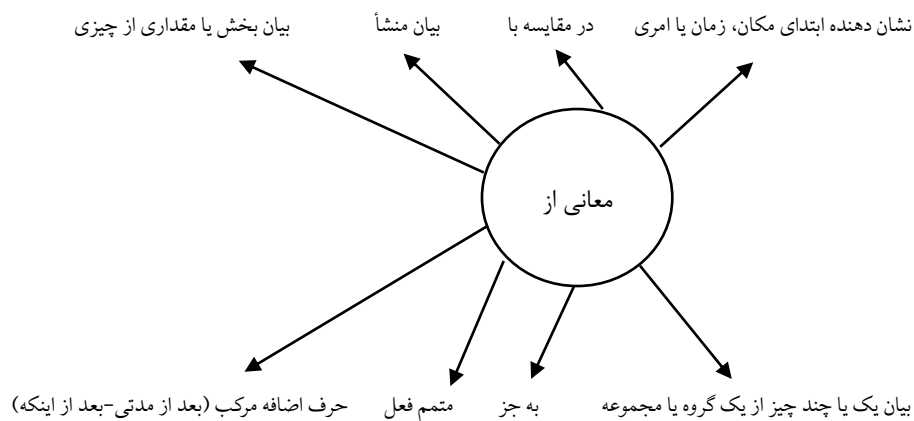 نشان دهنده ابتدای مکان، زمان یا امری در مقایسه با بیان منشأ بیان بخش یا مقداری از چیزی
معانی از
بیان یک یا چند چیز از یک گروه یا مجموعه به جز متمم فعل حرف اضافه مرکب (بعد از مدتی-بعد از اینکه)